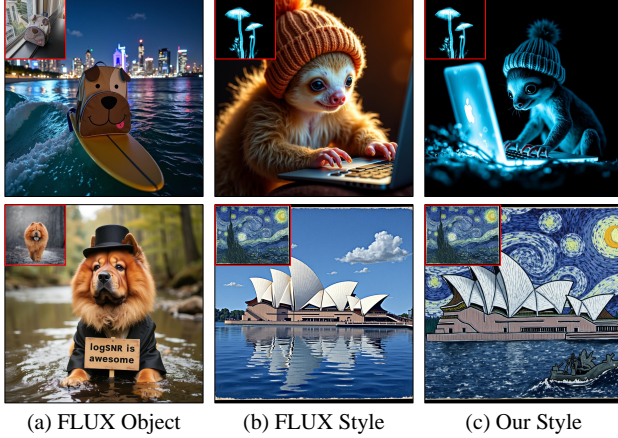 logSNR is
awesome
(a) FLUX Object
(b) FLUX Style
(c) Our Style